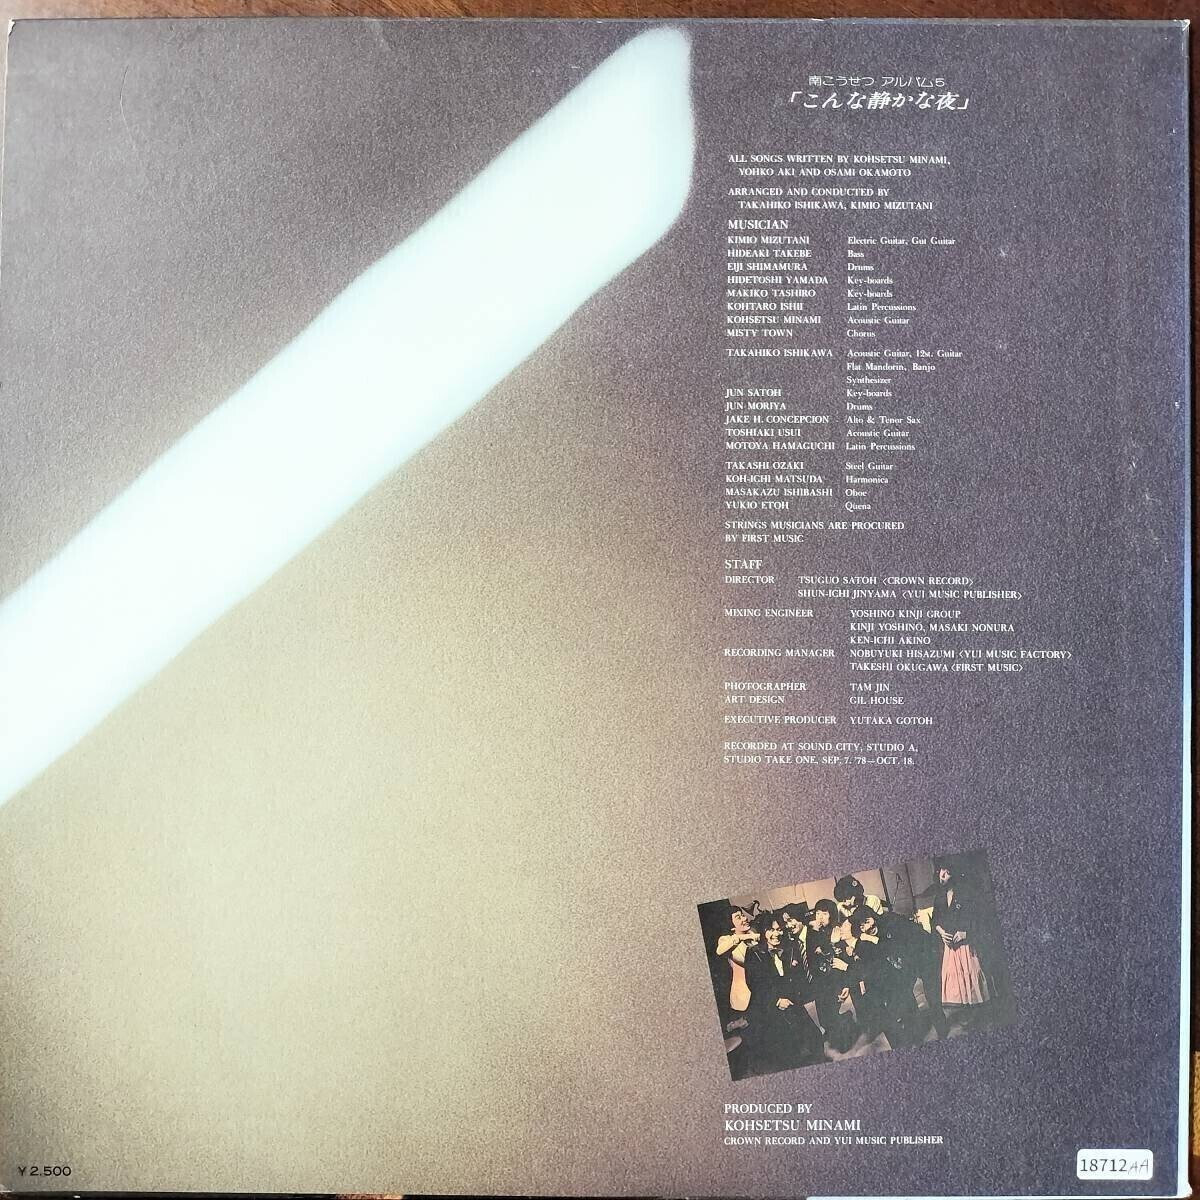 南こうせつ アルバム5
「こんな静かな夜」
ALL SONGS WRITTEN BY KOHSETSU MINAMI,
YOHKO AKI AND OSAMI OKAMOTO
ARRANGED AND CONDUCTED BY
TAKAHIKO ISHIKAWA, KIMIO MIZUTANI
MUSICIAN
KIMIO MIZUTANI Electric Guitar, Gut Guitar
HIDEAKI TAKEBE Bass
EIJI SHIMAMURA Drums
HIDETOSHI YAMADA Key-boards
MAKIKO TASHIRO Key-boards
KOHTARO ISHII Latin Percussions
KOHSETSU MINAMI Acoustic Guitar
MISTY TOWN Chorus
TAKAHIKO ISHIKAWA Acoustic Guitar, 12st. Guitar
Flat Mandorin, Banjo
Synthesizer
JUN SATOH Key-boards
JUN MORIYA Drums
JAKE H. CONCEPCION Alto & Tenor Sax
TOSHIAKI USUI Acoustic Guitar
MOTOYA HAMAGUCHI Latin Percussions
TAKASHI OZAKI Steel Guitar
KOH-ICHI MATSUDA Harmonica
MASAKAZU ISHIBASHI Oboe
YUKIO ETOH Quena
STRINGS MUSICIANS ARE PROCURED
BY FIRST MUSIC
STAFF
DIRECTOR TSUGUO SATOH 〈CROWN RECORD〉
SHUN-ICHI JINYAMA 〈YUI MUSIC PUBLISHER〉
MIXING ENGINEER YOSHINO KINJI GROUP
KINJI YOSHINO, MASAKI NONURA
KEN-ICHI AKINO
RECORDING MANAGER NOBUYUKI HISAZUMI 〈YUI MUSIC FACTORY〉
TAKESHI OKUGAWA 〈FIRST MUSIC〉
PHOTOGRAPHER TAM JIN
ART DESIGN GIL HOUSE
EXECUTIVE PRODUCER YUTAKA GOTOH
RECORDED AT SOUND CITY, STUDIO A,
STUDIO TAKE ONE, SEP. 7. '78—OCT. 18.
PRODUCED BY
KOHSETSU MINAMI
CROWN RECORD AND YUI MUSIC PUBLISHER
¥2,500
18712AA